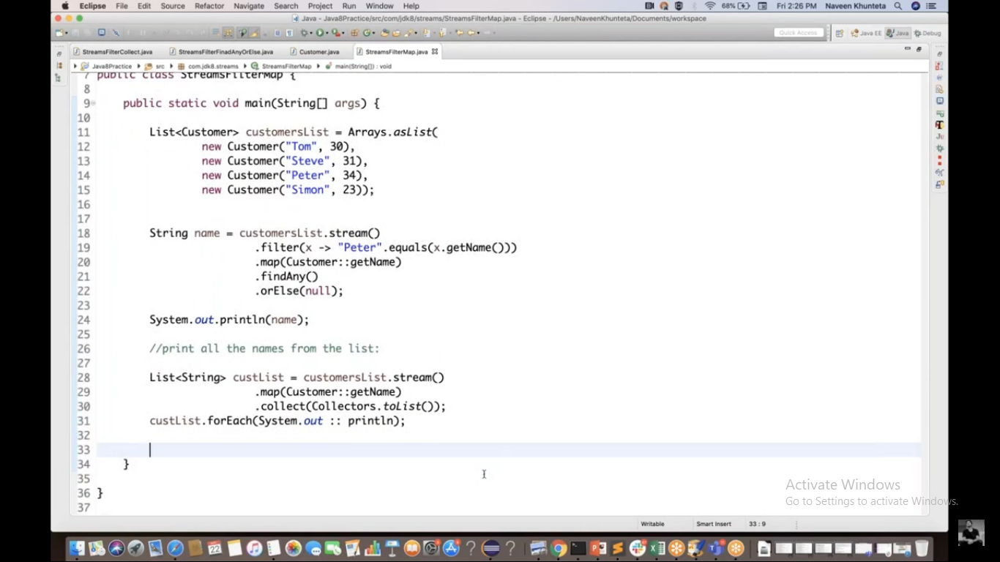 Eclipse File Edit Source Refactor Navigate Search Project Run Window Help 68% Fri 2:26 PM Naveen Khunteta
Java - Java8Practice/src/com/jdk8/streams/StreamsFilterMap.java - Eclipse - /Users/NaveenKhunteta/Documents/workspace
Quick Access Java EE Java Debug
StreamsFilterCollect.java StreamsFilterFinadAnyOrElse.java Customer.java StreamsFilterMap.java
Java8Practice src com.jdk8.streams StreamsFilterMap main(String[]) : void
7 public class StreamsFilterMap {
8
9 public static void main(String[] args) {
10
11 List<Customer> customersList = Arrays.asList(
12 new Customer("Tom", 30),
13 new Customer("Steve", 31),
14 new Customer("Peter", 34),
15 new Customer("Simon", 23));
16
17
18 String name = customersList.stream()
19 .filter(x -> "Peter".equals(x.getName()))
20 .map(Customer::getName)
21 .findAny()
22 .orElse(null);
23
24 System.out.println(name);
25
26 //print all the names from the list:
27
28 List<String> custList = customersList.stream()
29 .map(Customer::getName)
30 .collect(Collectors.toList());
31 custList.forEach(System.out :: println);
32
33
34 }
35
36 }
37
Activate Windows
Go to Settings to activate Windows.
Writable Smart Insert 33 : 9
22